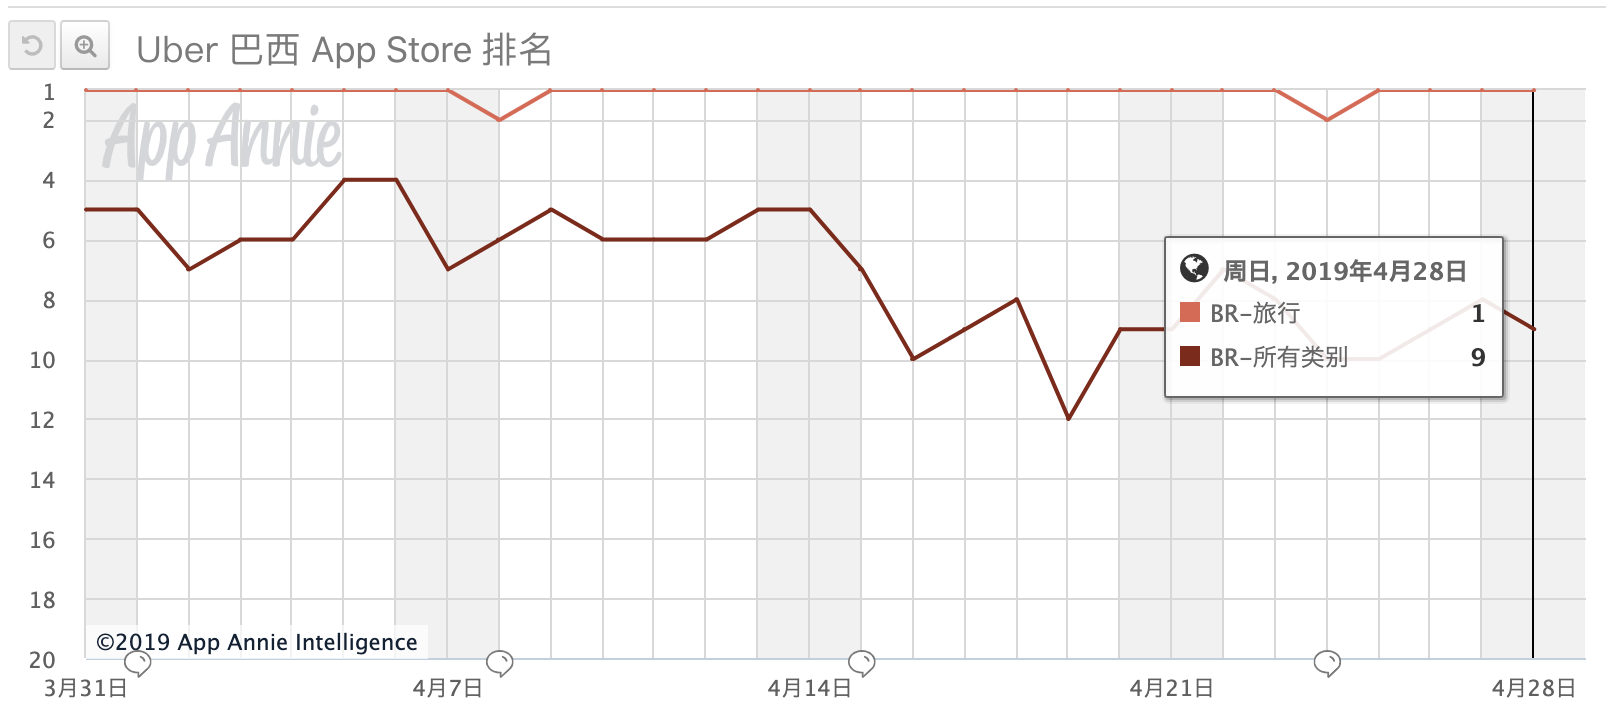 Uber 巴西 App Store 排名
1
2
4
6
8
10
12
14
16
18
20
App Annie
周日, 2019年4月28日
BR-旅行 1
BR-所有类别 9
©2019 App Annie Intelligence
3月31日 4月7日 4月14日 4月21日 4月28日